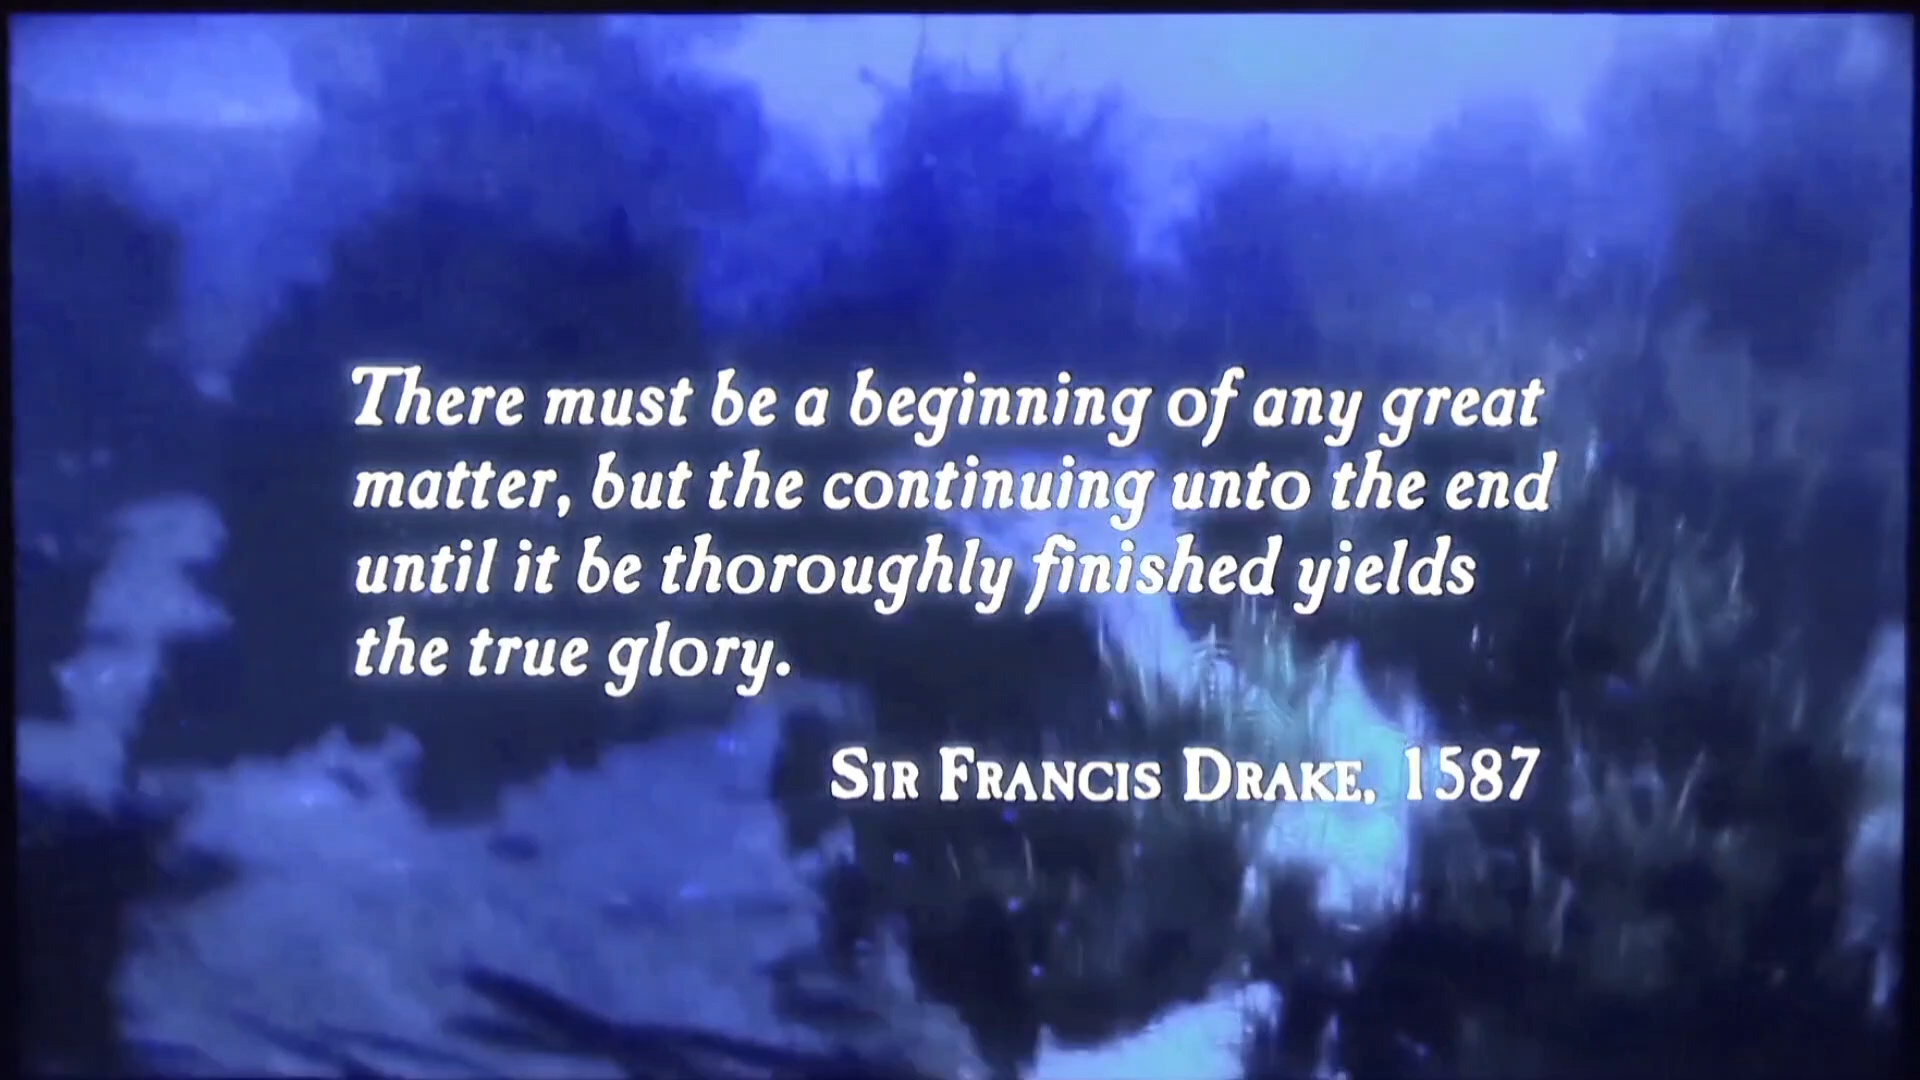 There must be a beginning of any great
matter, but the continuing unto the end
until it be thoroughly finished yields
the true glory.
SIR FRANCIS DRAKE, 1587